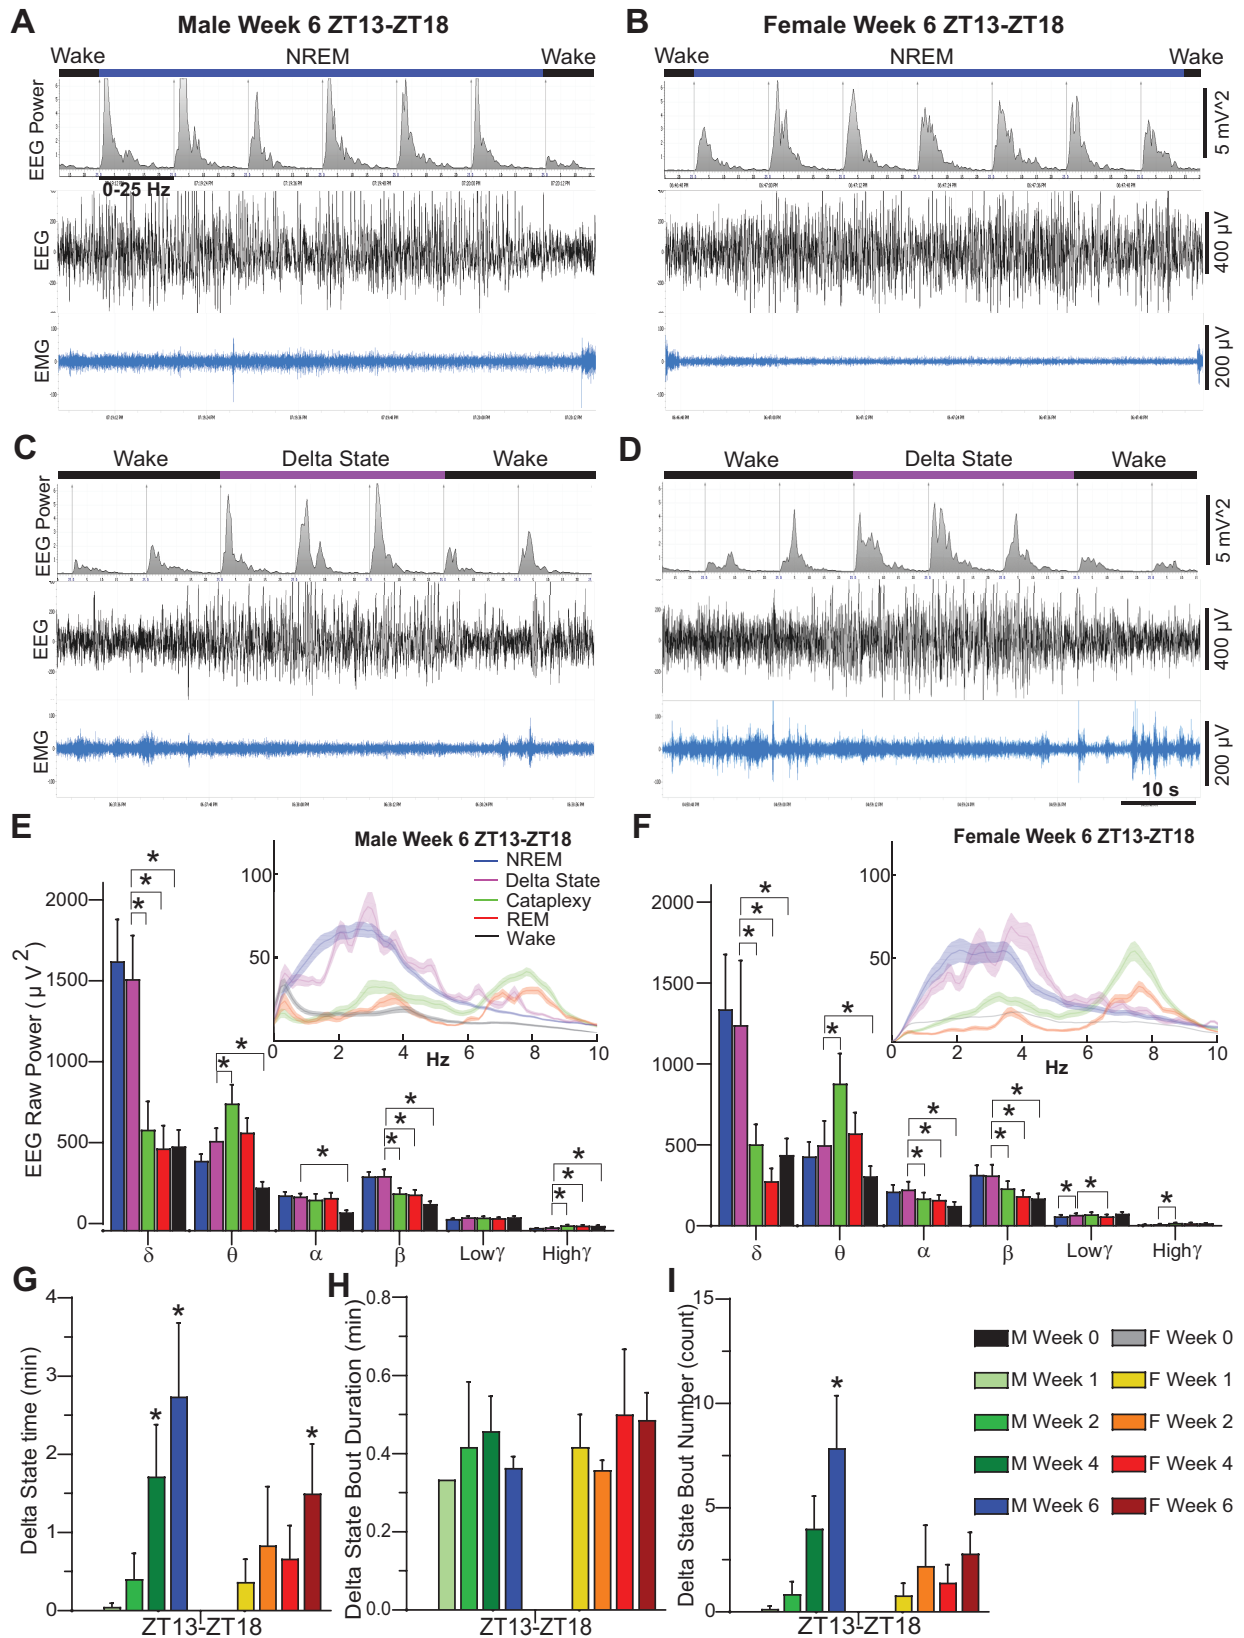 A
Male Week 6 ZT13-ZT18
B
Female Week 6 ZT13-ZT18
Wake
NREM
Wake
Wake
NREM
Wake
EEG Power
5 mV^2
0-25 Hz
EEG
400 µV
EMG
200 µV
C
Wake
Delta State
Wake
D
Wake
Delta State
Wake
EEG Power
5 mV^2
EEG
400 µV
EMG
200 µV
10 s
E
Male Week 6 ZT13-ZT18
NREM
Delta State
Cataplexy
REM
Wake
100
50
0 2 4 6 8 10
Hz
EEG Raw Power ( µ V 2 )
2000
1500
1000
500
0
* * *
* *
*
* * *
* * *
δ θ α β Lowγ Highγ
F
Female Week 6 ZT13-ZT18
100
50
0 2 4 6 8 10
Hz
2000
1500
1000
500
0
* * *
* *
* * *
* * *
* *
*
δ θ α β Lowγ Highγ
G
Delta State time (min)
4
3
2
1
0
* * *
ZT13-ZT18
H
Delta State Bout Duration (min)
0.8
0.6
0.4
0.2
0.0
ZT13-ZT18
I
Delta State Bout Number (count)
15
10
5
0
*
ZT13-ZT18
M Week 0
F Week 0
M Week 1
F Week 1
M Week 2
F Week 2
M Week 4
F Week 4
M Week 6
F Week 6